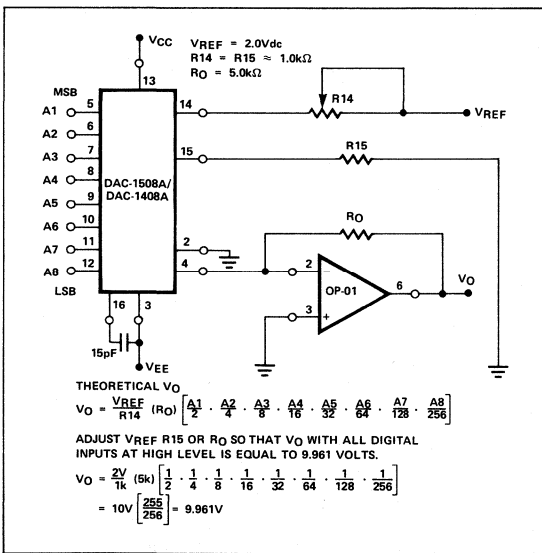 VCC
VREF = 2.0Vdc
R14 = R15 ≈ 1.0kΩ
RO = 5.0kΩ
13
MSB
A1 5
A2 6
A3 7
A4 8
A5 9
A6 10
A7 11
A8 12
LSB
DAC-1508A/
DAC-1408A
14
R14
VREF
15
R15
2
4
RO
2
−
OP-01
6
VO
3
+
16
3
15pF
VEE
THEORETICAL VO
VO = VREF/R14 (RO) [A1/2 · A2/4 · A3/8 · A4/16 · A5/32 · A6/64 · A7/128 · A8/256]
ADJUST VREF R15 OR RO SO THAT VO WITH ALL DIGITAL
INPUTS AT HIGH LEVEL IS EQUAL TO 9.961 VOLTS.
VO = 2V/1k (5k) [1/2 · 1/4 · 1/8 · 1/16 · 1/32 · 1/64 · 1/128 · 1/256]
= 10V [255/256] = 9.961V